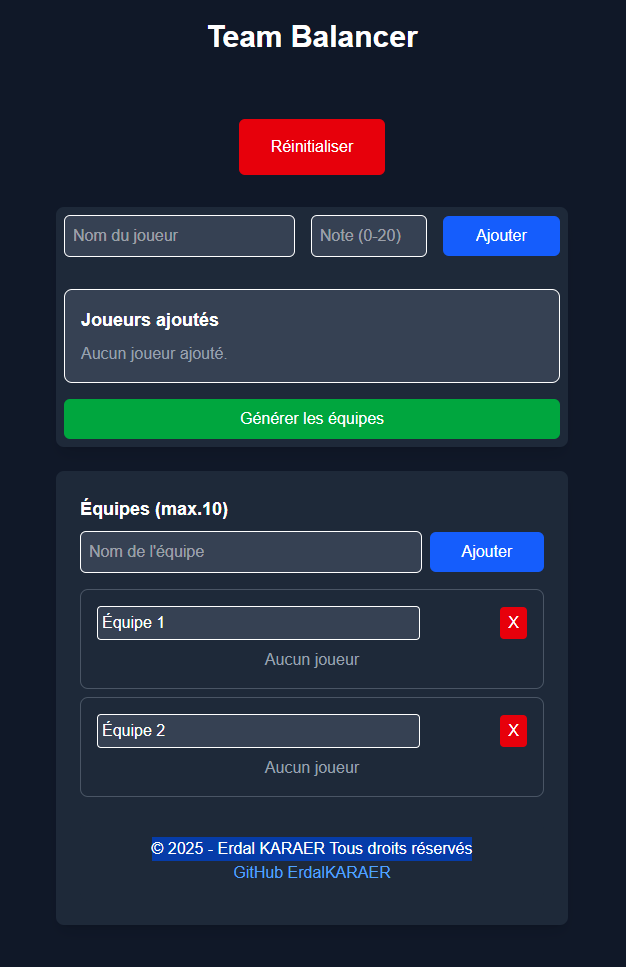 Team Balancer
Réinitialiser
Nom du joueur
Note (0-20)
Ajouter
Joueurs ajoutés
Aucun joueur ajouté.
Générer les équipes
Équipes (max.10)
Nom de l'équipe
Ajouter
Équipe 1
X
Aucun joueur
Équipe 2
X
Aucun joueur
© 2025 - Erdal KARAER Tous droits réservés
GitHub ErdalKARAER